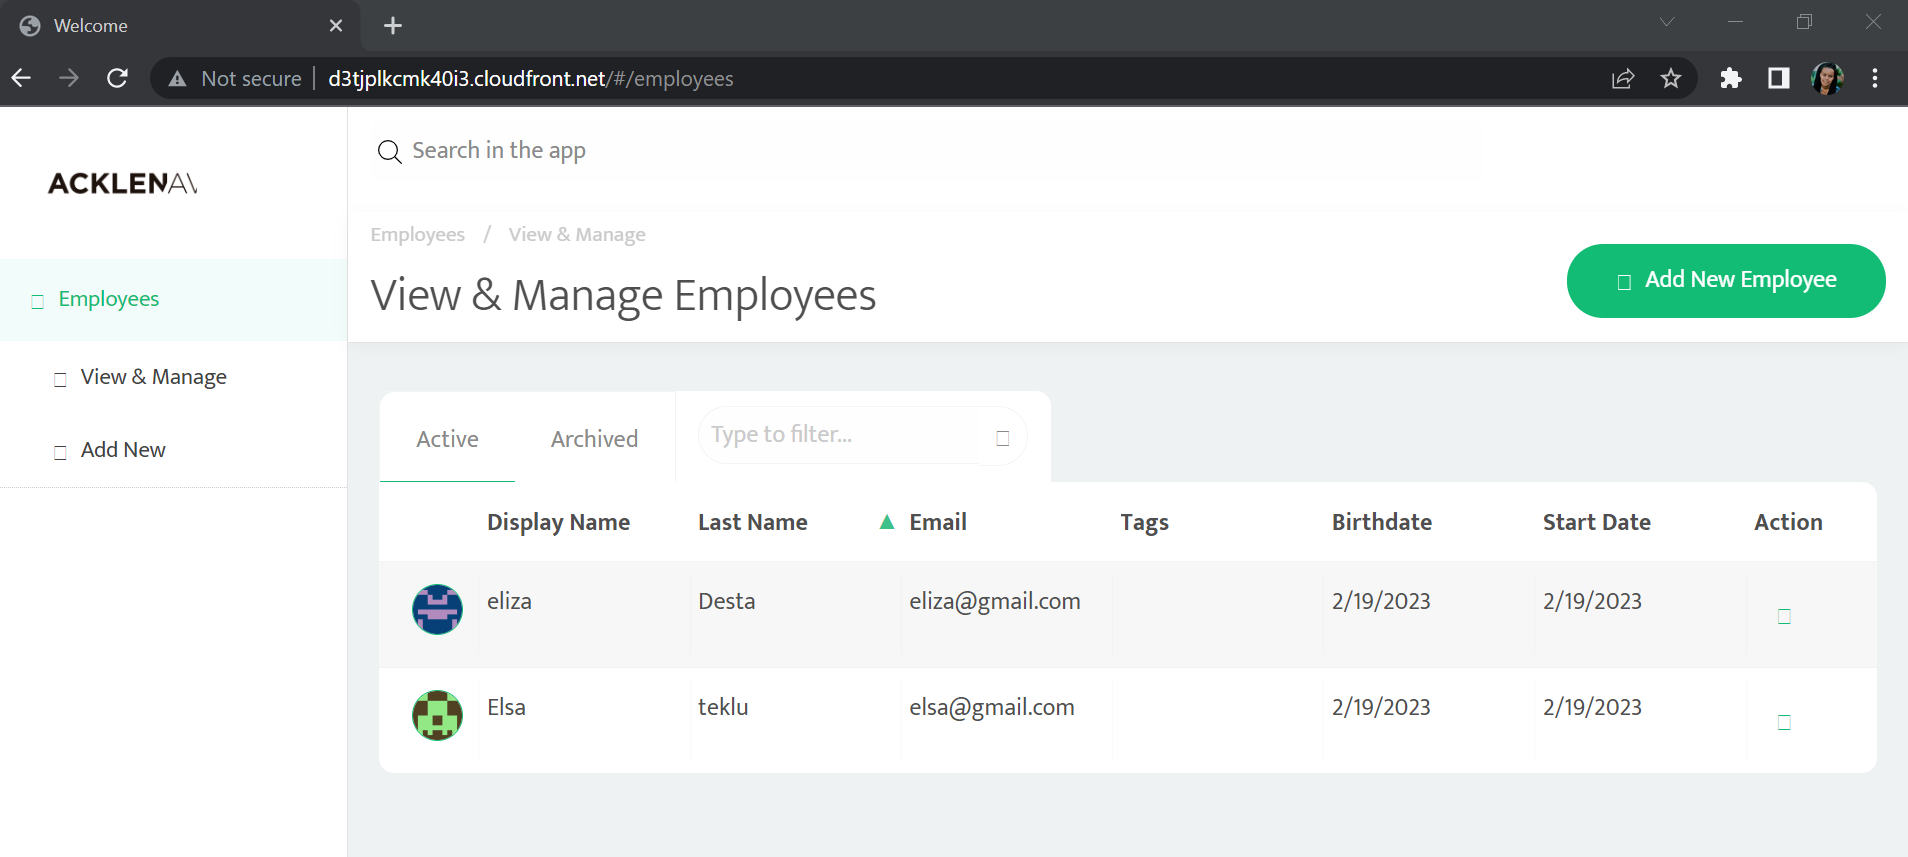 Welcome
Not secure d3tjplkcmk40i3.cloudfront.net/#/employees
Search in the app
ACKLENAV
Employees / View & Manage
View & Manage Employees
Add New Employee
Employees
View & Manage
Add New
Active Archived Type to filter...
Display Name Last Name Email Tags Birthdate Start Date Action
eliza Desta eliza@gmail.com 2/19/2023 2/19/2023
Elsa teklu elsa@gmail.com 2/19/2023 2/19/2023